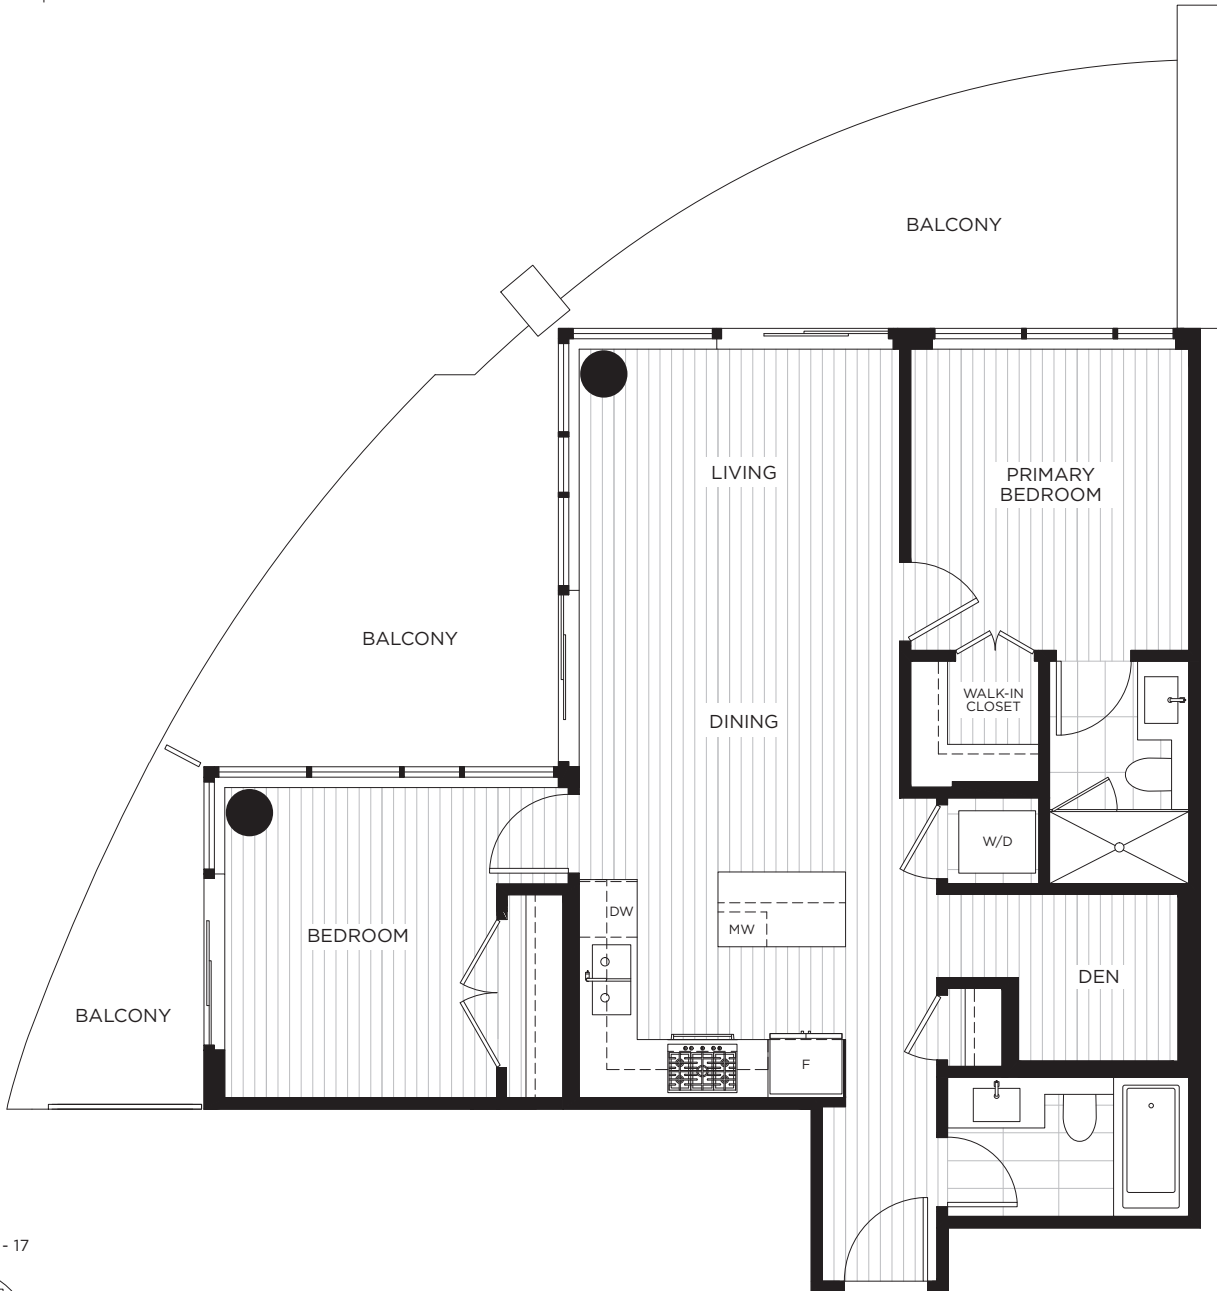 BALCONY
LIVING
PRIMARY
BEDROOM
BALCONY
WALK-IN
CLOSET
DINING
W/D
DW
MW
BEDROOM
DEN
BALCONY
F
- 17